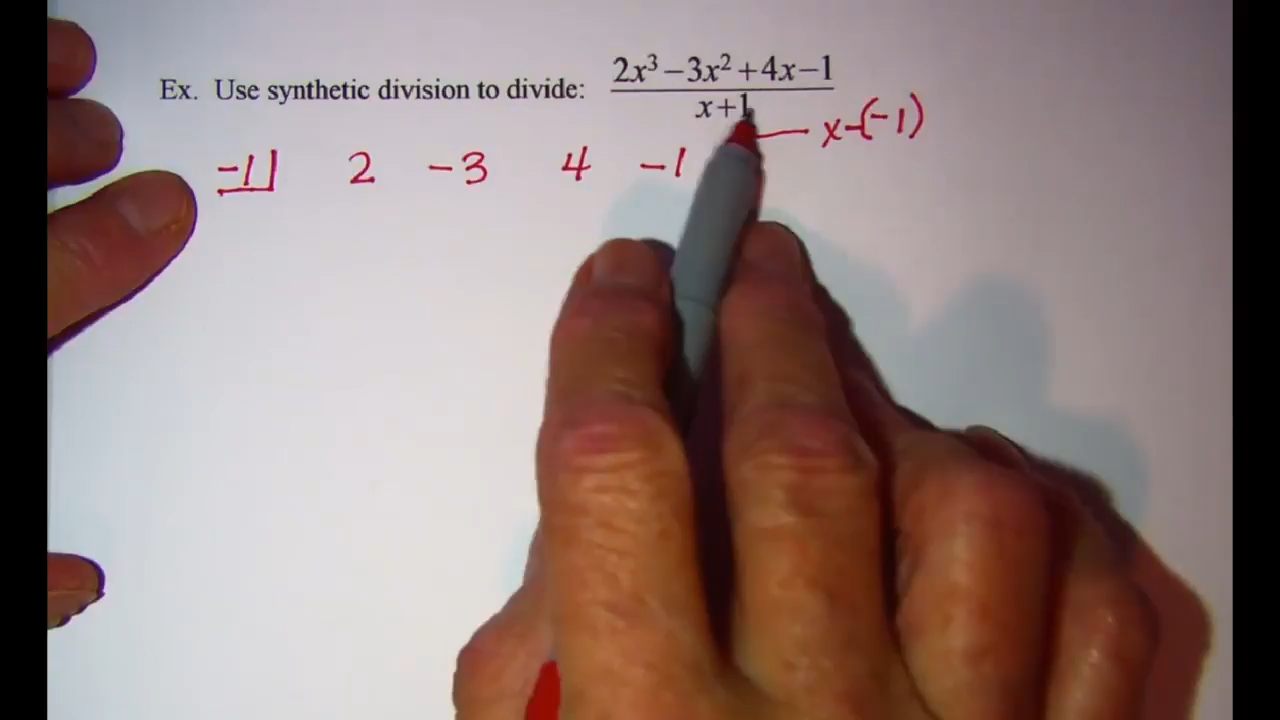 Ex. Use synthetic division to divide: 2x³−3x²+4x−1
x+1
x-(-1)
-1 2 -3 4 -1